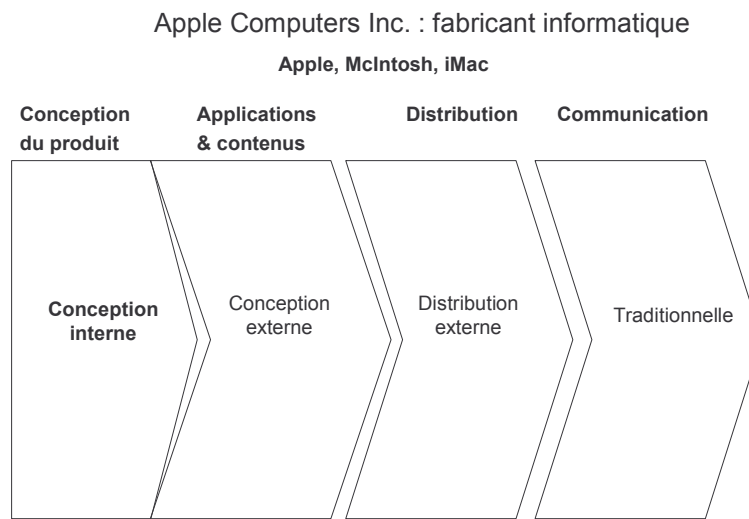 Apple Computers Inc. : fabricant informatique
Apple, McIntosh, iMac
Conception
du produit
Applications
& contenus
Distribution
Communication
Conception
interne
Conception
externe
Distribution
externe
Traditionnelle